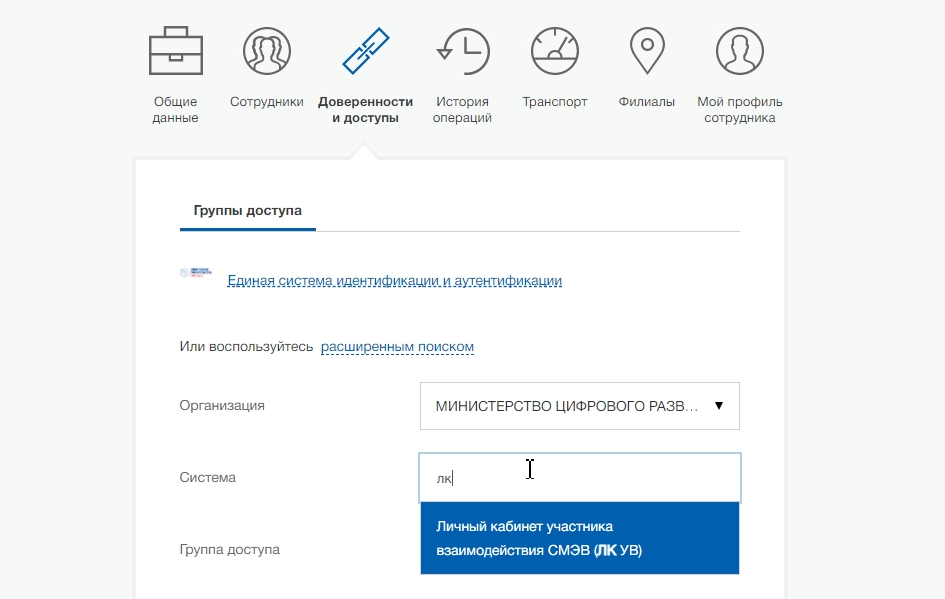 Общие данные
Сотрудники
Доверенности и доступы
История операций
Транспорт
Филиалы
Мой профиль сотрудника
Группы доступа
Единая система идентификации и аутентификации
Или воспользуйтесь расширенным поиском
Организация
МИНИСТЕРСТВО ЦИФРОВОГО РАЗВ...
Система
лк
Личный кабинет участника
взаимодействия СМЭВ (ЛК УВ)
Группа доступа